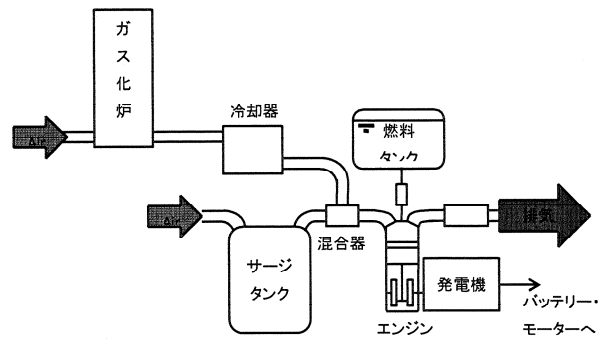 ガス化炉
Air
冷却器
燃料
タンク
Air
混合器
排気
サージ
タンク
発電機
エンジン
バッテリー・
モーターへ